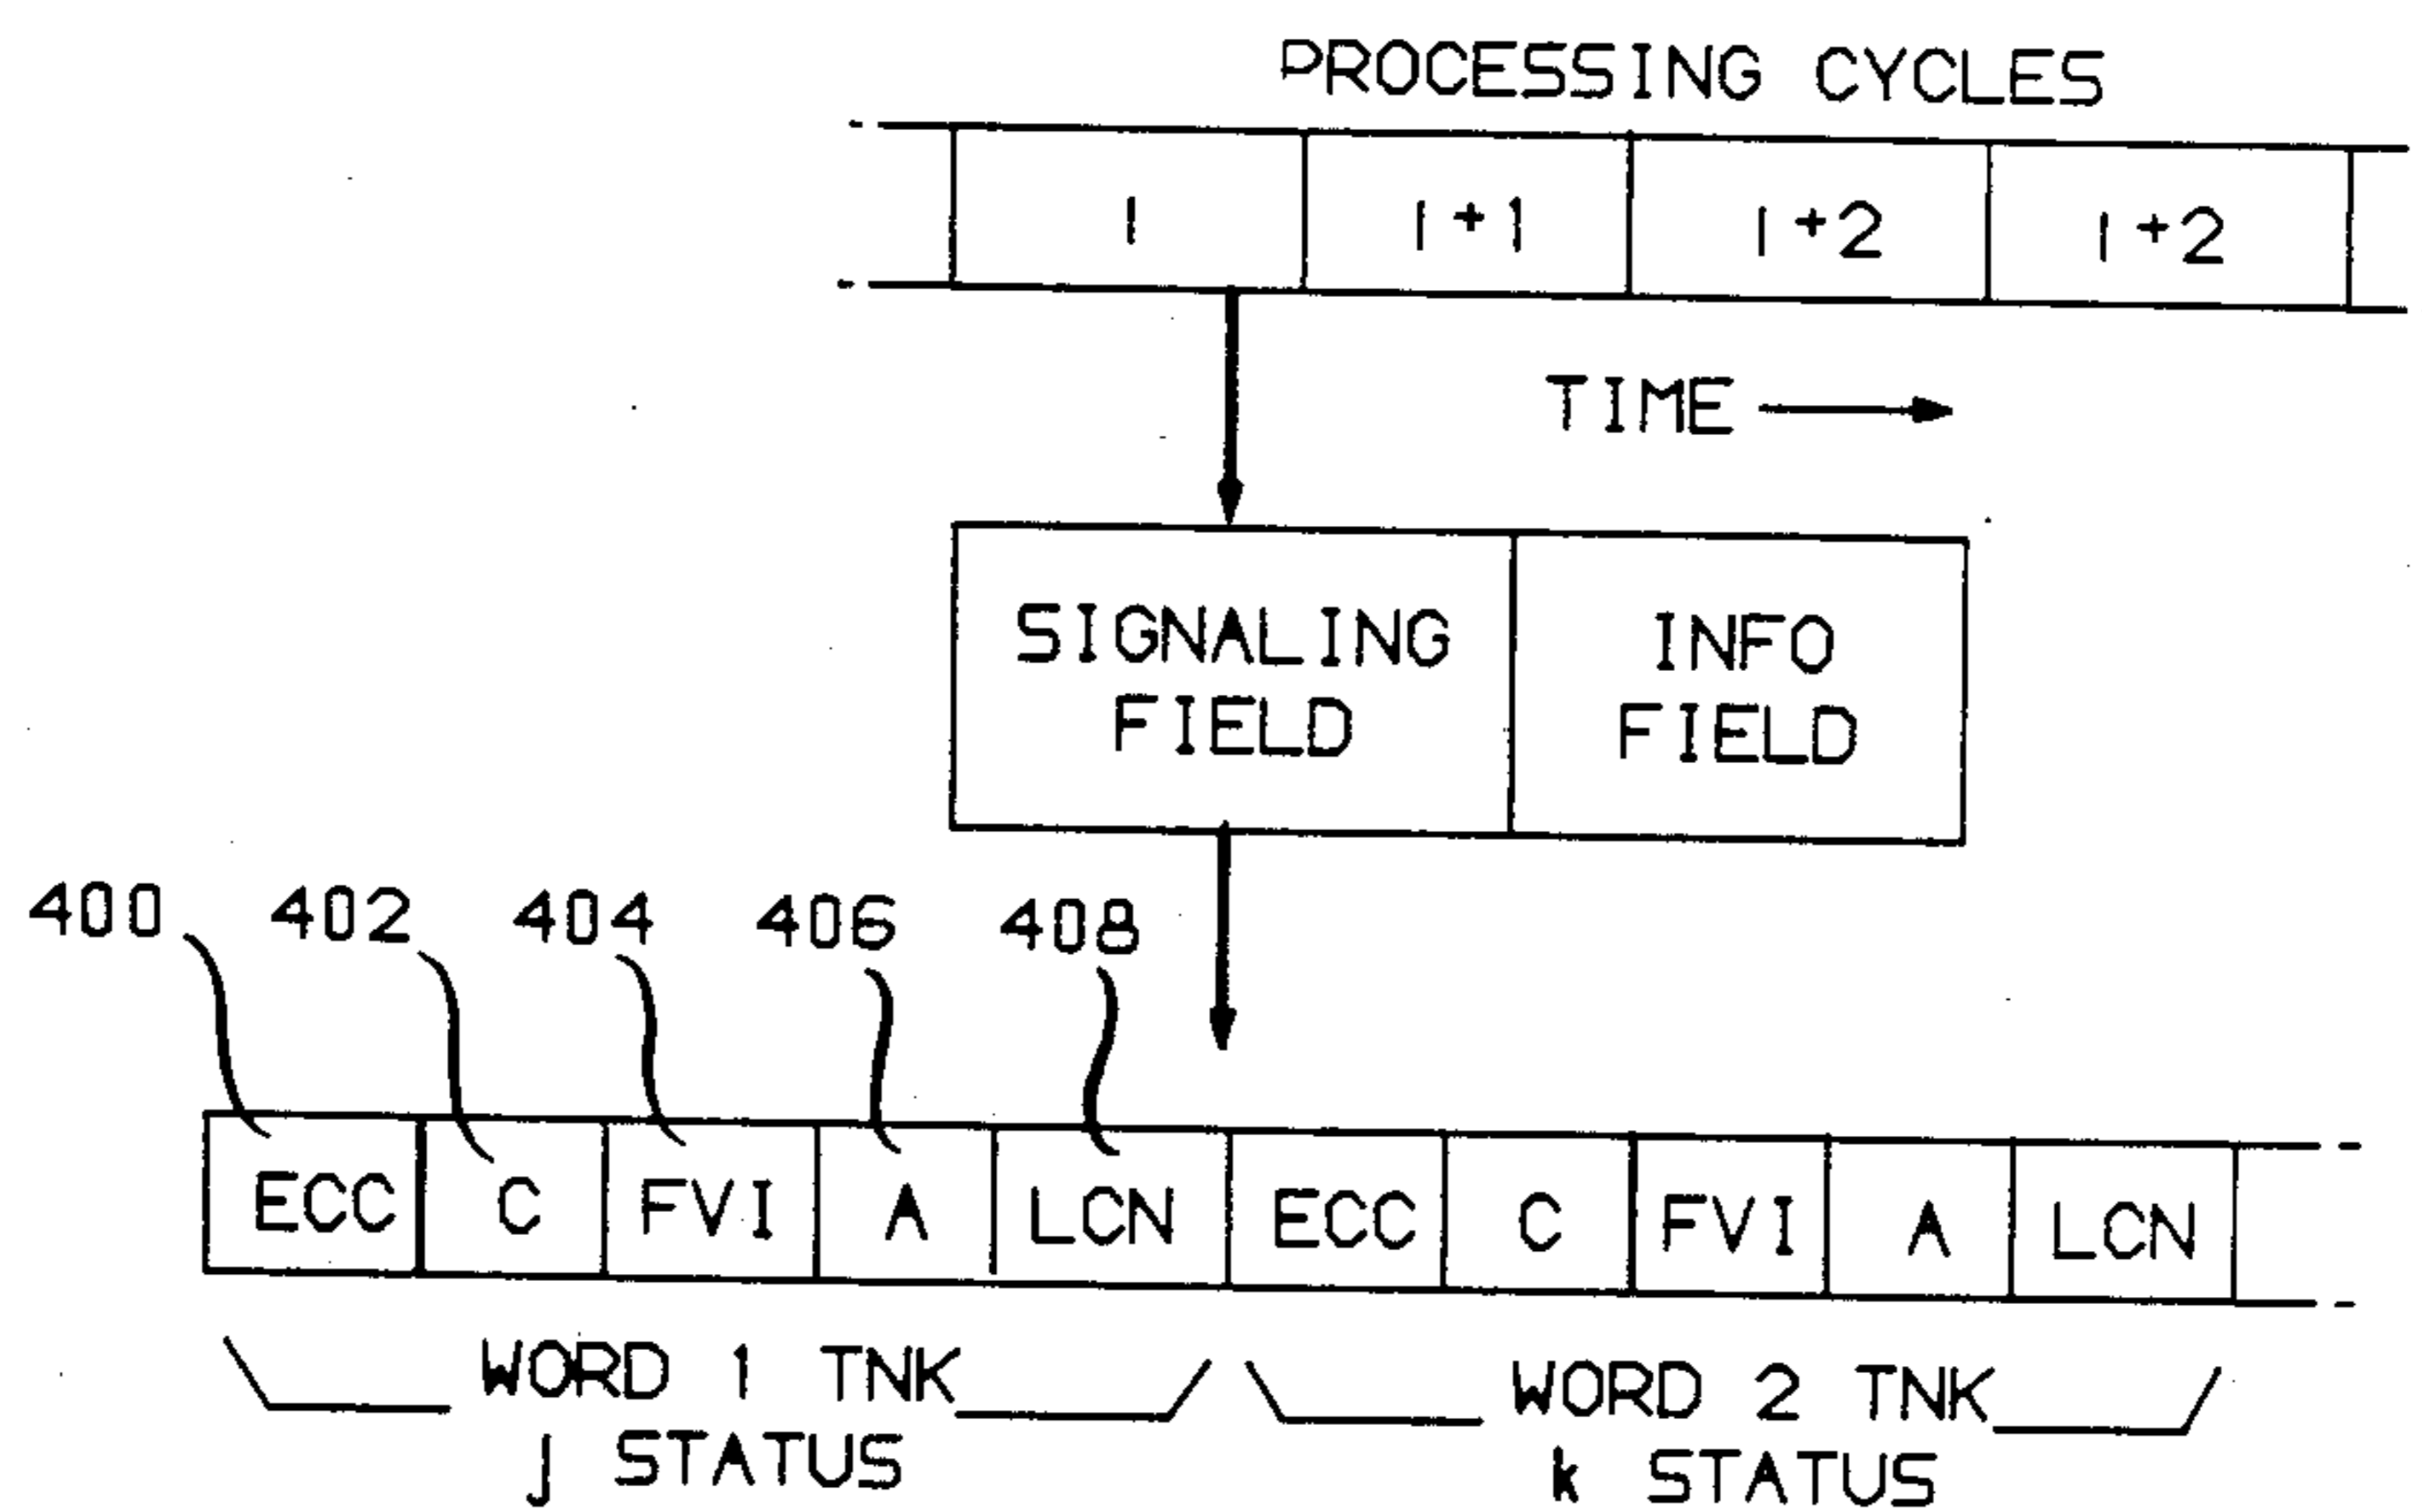 PROCESSING CYCLES
I I+1 I+2 I+2
TIME
SIGNALING FIELD
INFO FIELD
400 402 404 406 408
ECC C FVI A LCN ECC C FVI A LCN
WORD 1 TNK
j STATUS
WORD 2 TNK
k STATUS